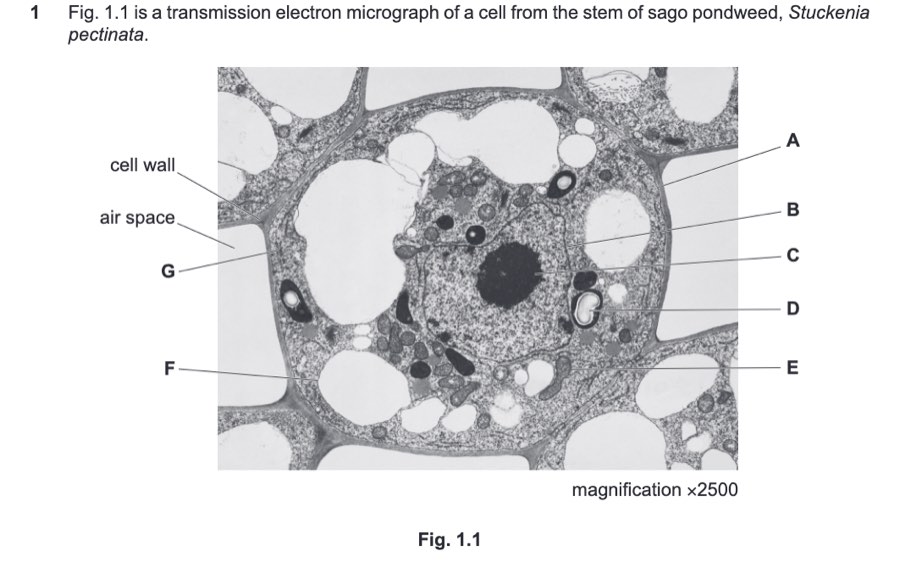 1 Fig. 1.1 is a transmission electron micrograph of a cell from the stem of sago pondweed, Stuckenia
pectinata.
A
cell wall
B
air space
C
G
D
F
E
magnification ×2500
Fig. 1.1